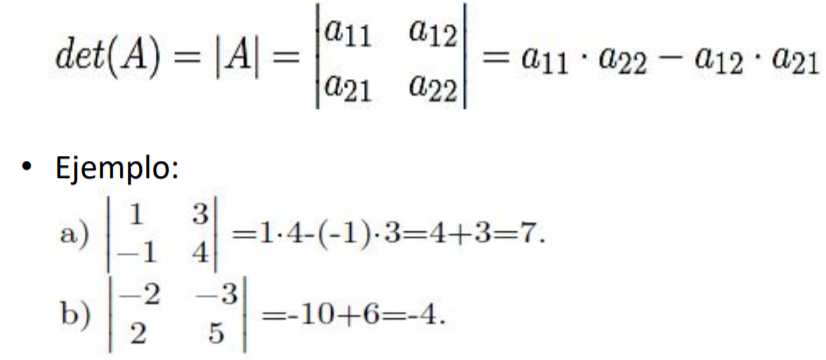 det(A) = |A| = |a11 a12| = a11 · a22 − a12 · a21
|a21 a22|
• Ejemplo:
a) |1 3| =1·4-(-1)·3=4+3=7.
|−1 4|
b) |−2 −3| =-10+6=-4.
|2 5|